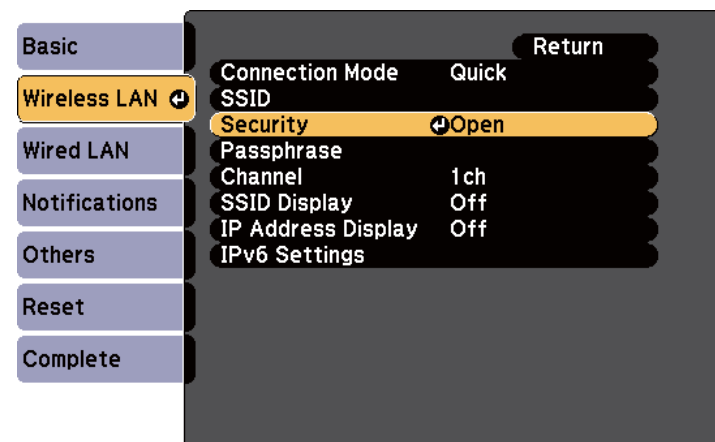 Basic
Wireless LAN
Wired LAN
Notifications
Others
Reset
Complete
Return
Connection Mode Quick
SSID
Security Open
Passphrase
Channel 1ch
SSID Display Off
IP Address Display Off
IPv6 Settings